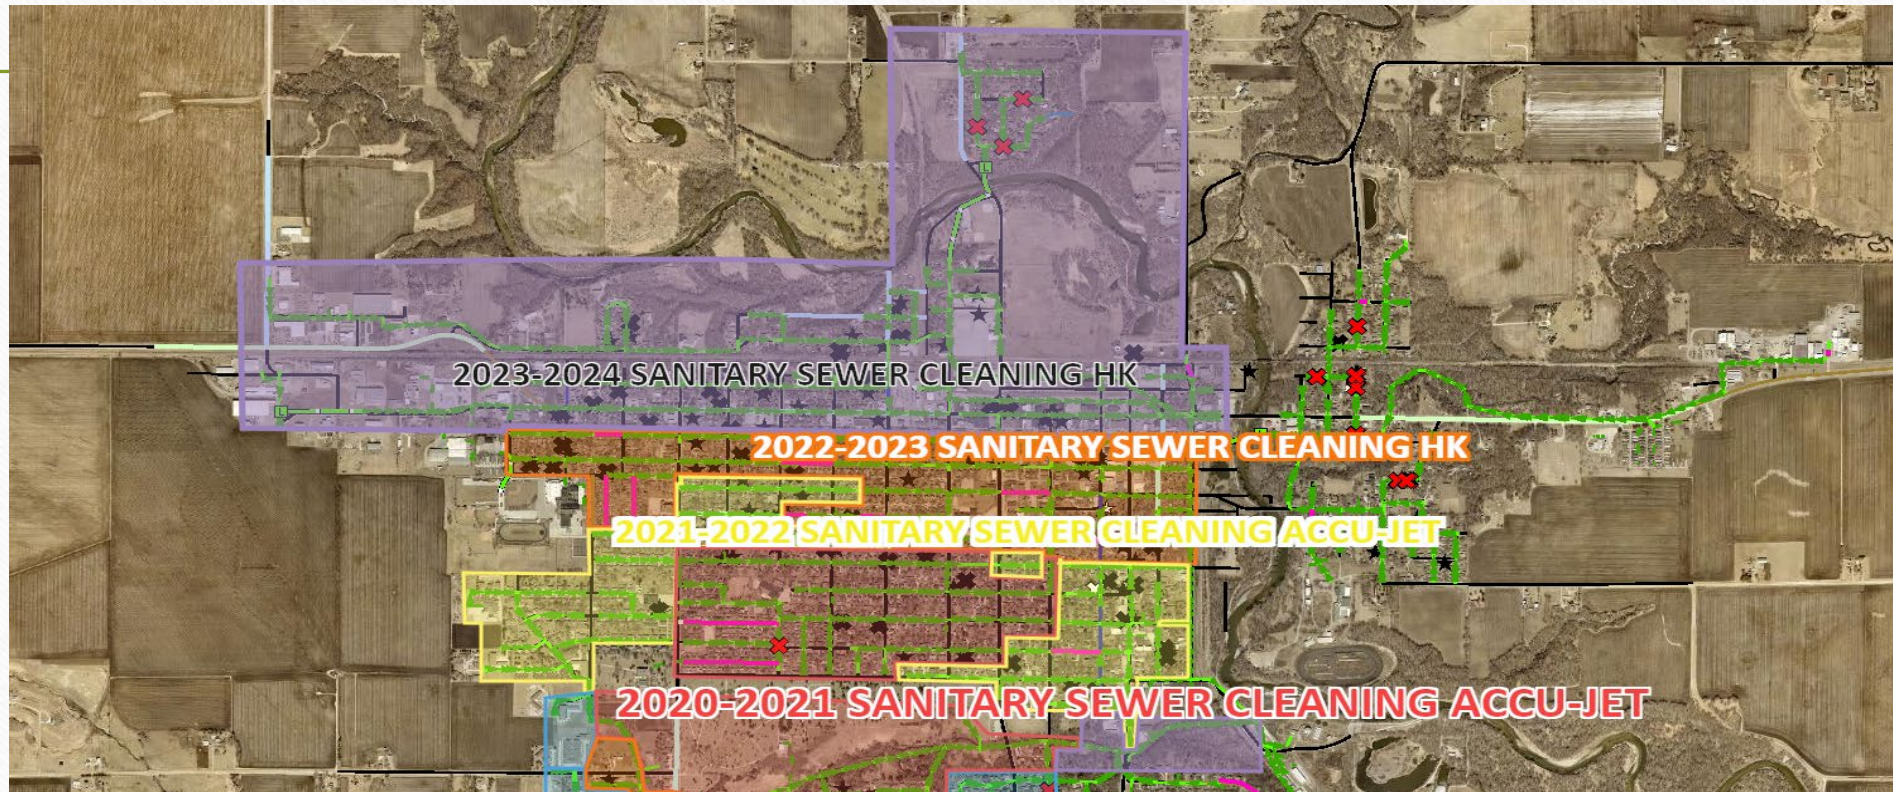 L
2023-2024 SANITARY SEWER CLEANING HK
L
2022-2023 SANITARY SEWER CLEANING HK
2021-2022 SANITARY SEWER CLEANING ACCU-JET
2020-2021 SANITARY SEWER CLEANING ACCU-JET